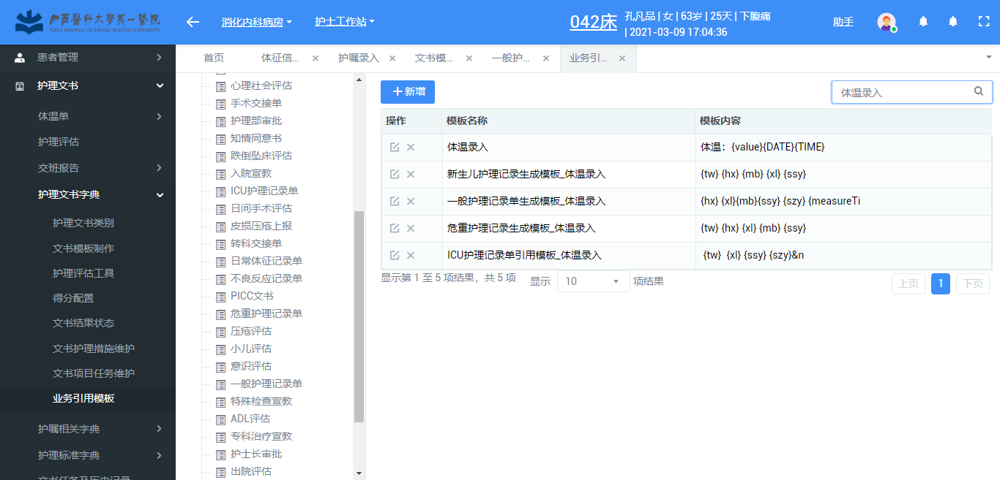 山西醫科大學第一醫院
FIRST HOSPITAL OF SHANXI MEDICAL UNIVERSITY
消化内科病房
护士工作站
042床
孔凡品 | 女 | 63岁 | 25天 | 下腹痛
| 2021-03-09 17:04:36
助手
患者管理
护理文书
体温单
护理评估
交班报告
护理文书字典
护理文书类别
文书模板制作
护理评估工具
得分配置
文书结果状态
文书护理措施维护
文书项目任务维护
业务引用模板
护嘱相关字典
护理标准字典
文书任务及历史记录
首页
体征信...
护嘱录入
文书模...
一般护...
业务引...
心理社会评估
手术交接单
护理部审批
知情同意书
跌倒坠床评估
入院宣教
ICU护理记录单
日间手术评估
皮损压疮上报
转科交接单
日常体征记录单
不良反应记录单
PICC文书
危重护理记录单
压疮评估
小儿评估
意识评估
一般护理记录单
特殊检查宣教
ADL评估
专科治疗宣教
护士长审批
出院评估
新增
体温录入
操作 模板名称 模板内容
体温录入 体温：{value}{DATE}{TIME}
新生儿护理记录生成模板_体温录入 {tw} {hx} {mb} {xl} {ssy}
一般护理记录单生成模板_体温录入 {hx} {xl}{mb}{ssy} {szy} {measureTi
危重护理记录生成模板_体温录入 {tw} {hx} {xl} {mb} {ssy}
ICU护理记录单引用模板_体温录入 {tw}  {xl} {ssy} {szy}&n
显示第 1 至 5 项结果，共 5 项 显示 10 项结果
上页 1 下页